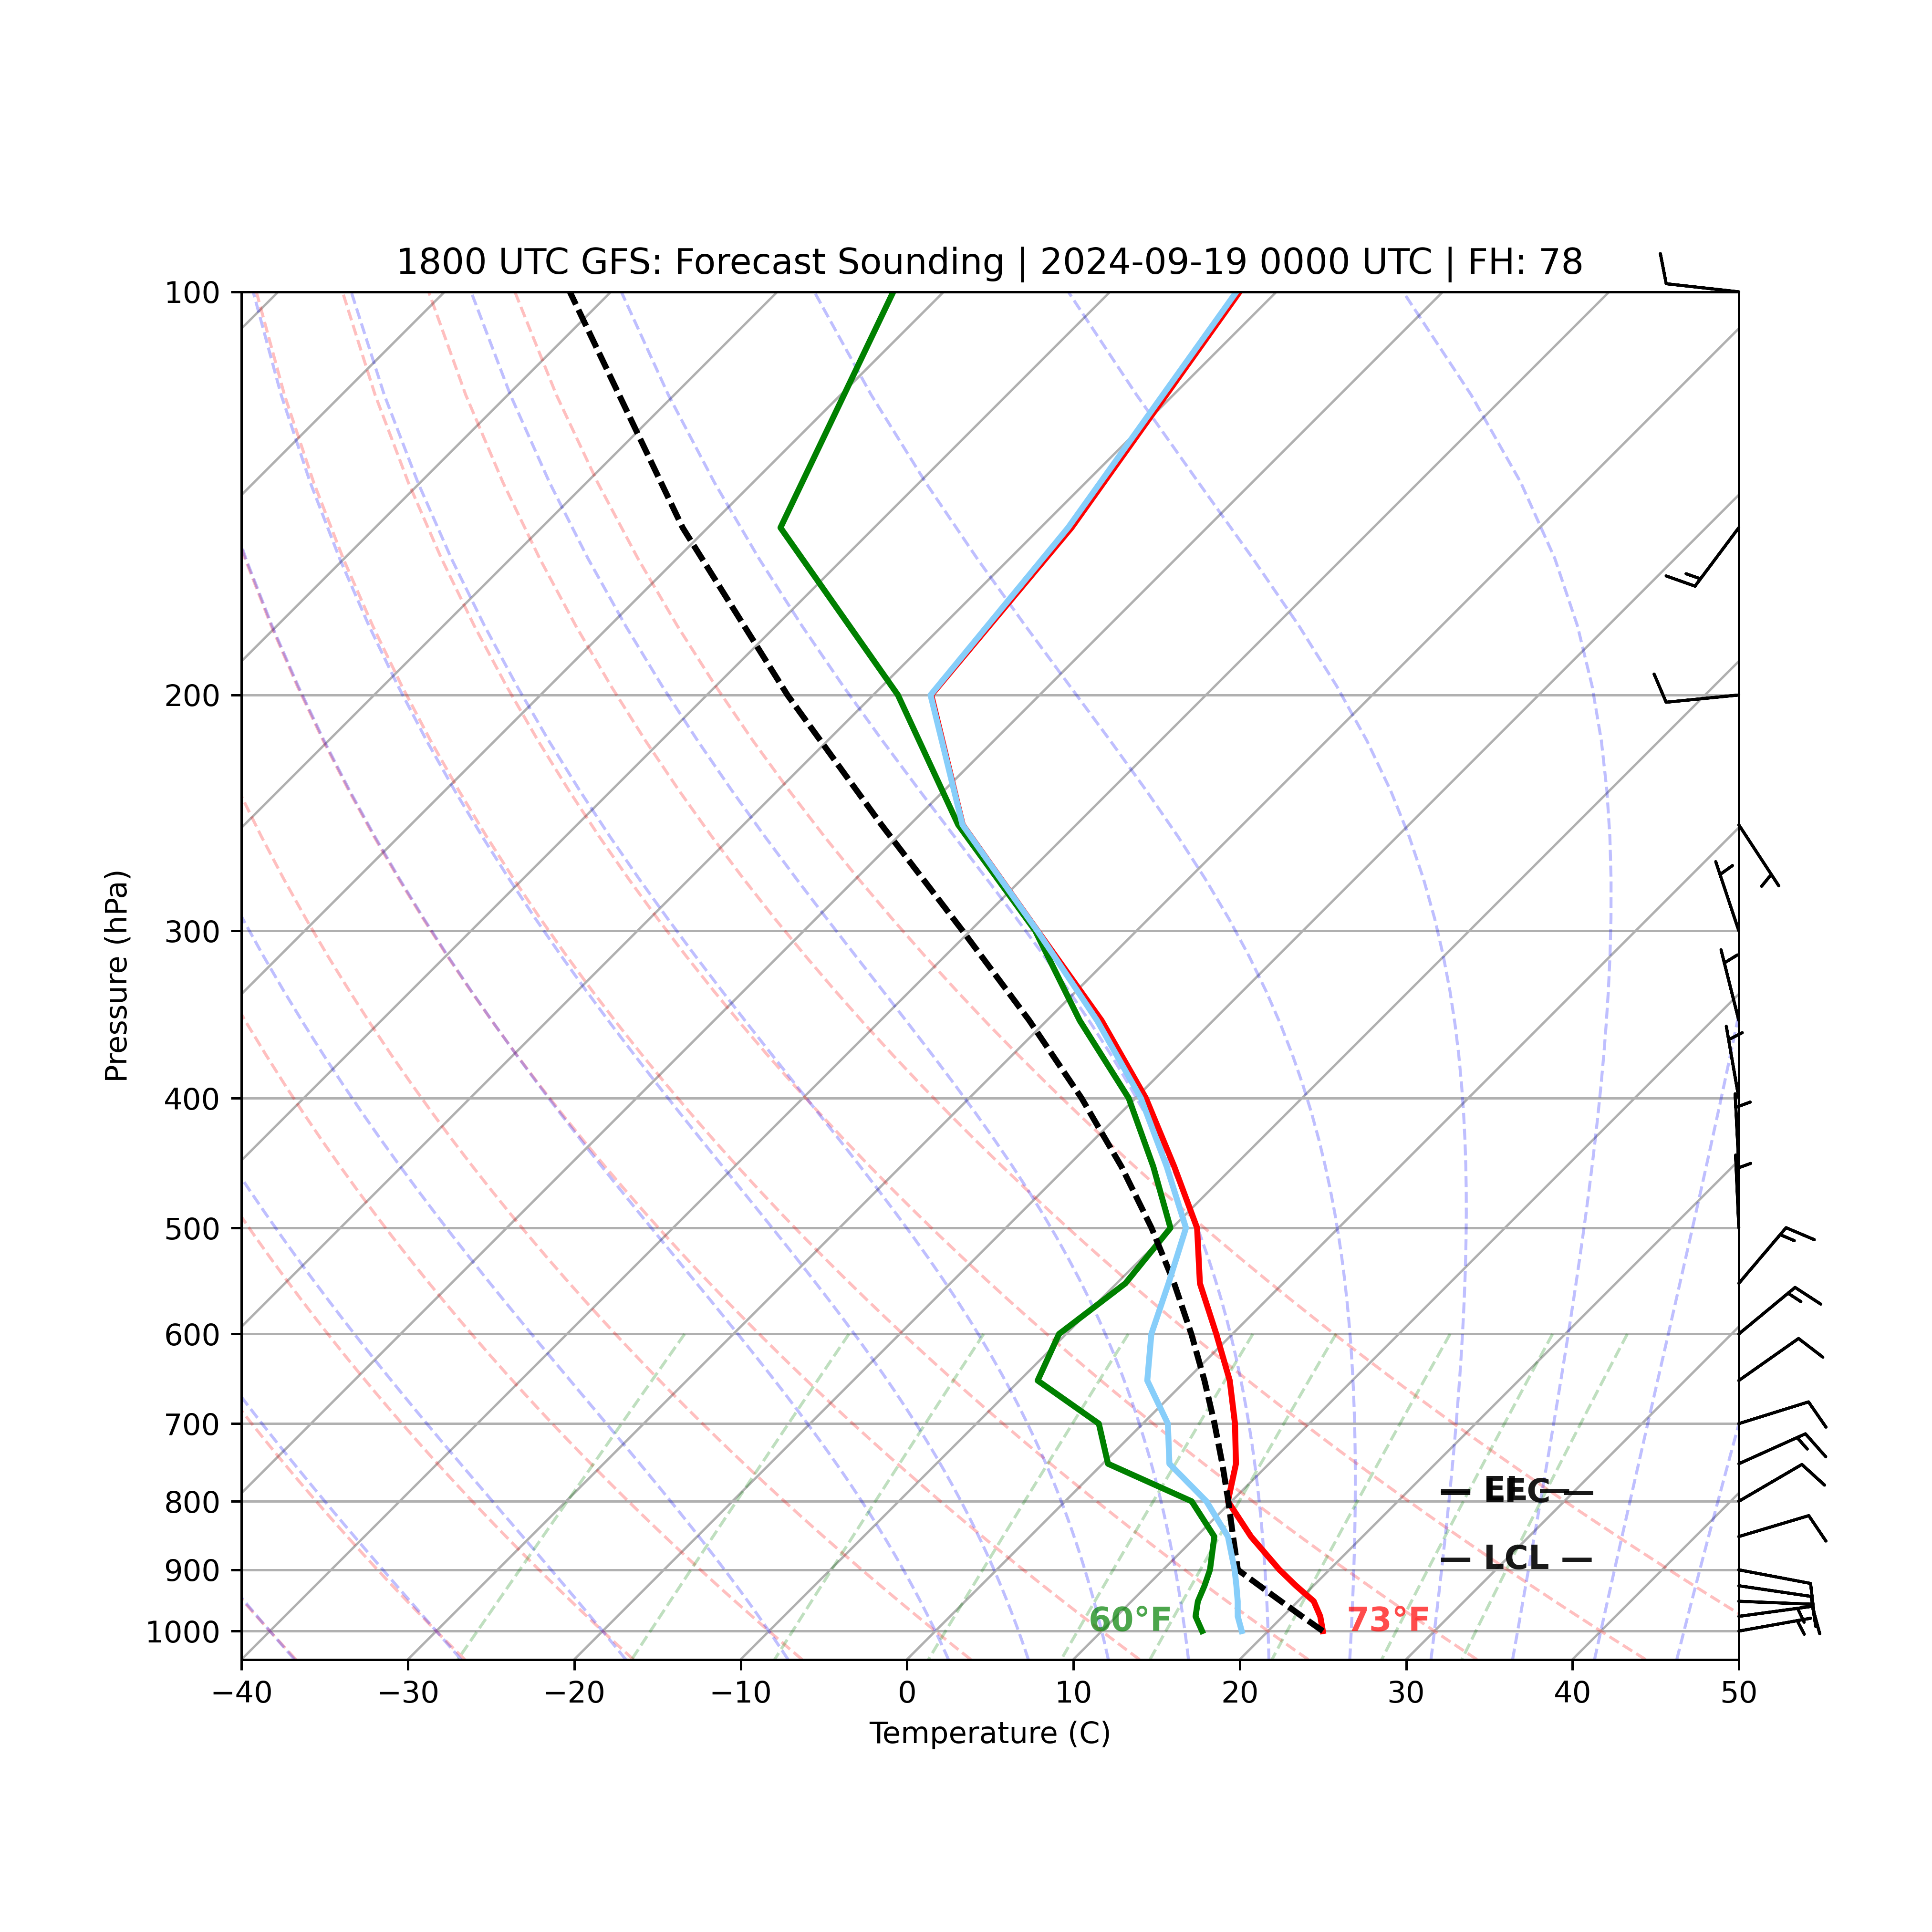 1800 UTC GFS: Forecast Sounding | 2024-09-19 0000 UTC | FH: 78
100
200
300
400
500
600
700
800
900
1000
Pressure (hPa)
— LCL —
60°F
73°F
−40 −30 −20 −10 0 10 20 30 40 50
Temperature (C)